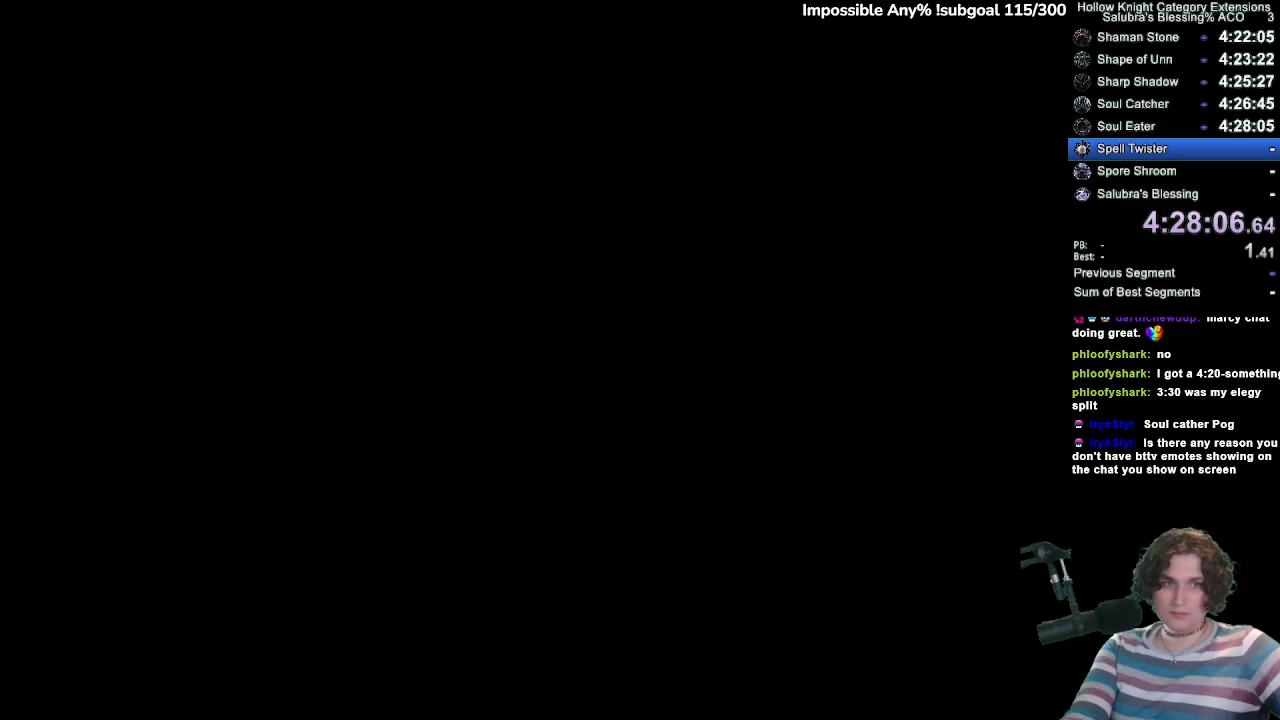 Impossible Any% !subgoal 115/300
Hollow Knight Category Extensions
Salubra's Blessing% ACO 3
Shaman Stone - 4:22:05
Shape of Unn - 4:23:22
Sharp Shadow - 4:25:27
Soul Catcher - 4:26:45
Soul Eater - 4:28:05
Spell Twister -
Spore Shroom -
Salubra's Blessing -
4:28:06.64
PB: -
1.41
Best: -
Previous Segment -
Sum of Best Segments -
darthchewdup: marcy chat
doing great.
phloofyshark: no
phloofyshark: I got a 4:20-something
phloofyshark: 3:30 was my elegy
split
Soul cather Pog
Is there any reason you
don't have bttv emotes showing on
the chat you show on screen